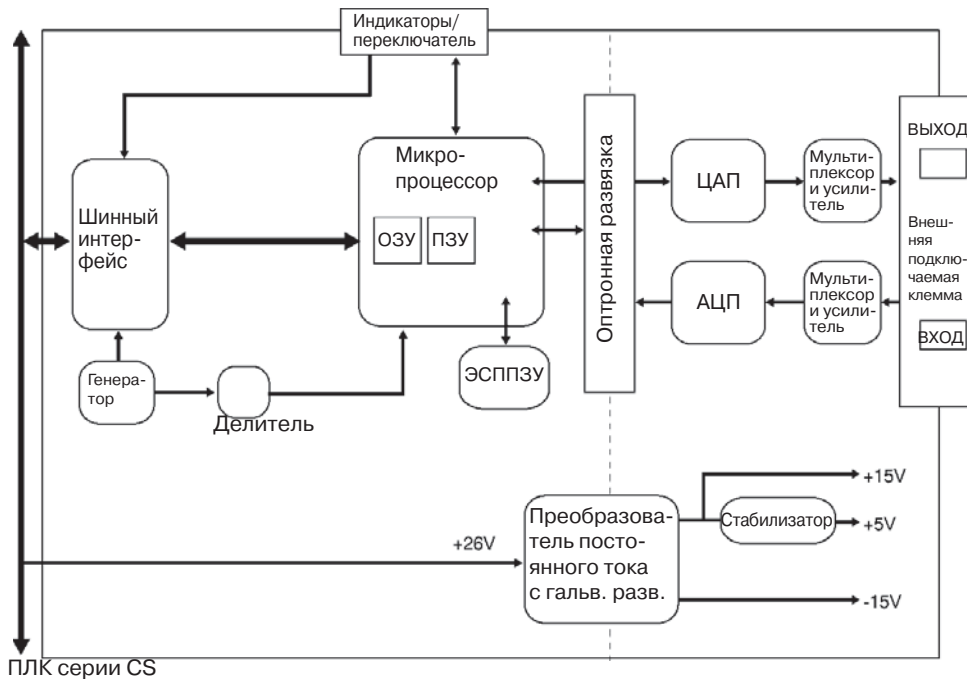 Индикаторы/
переключатель
Шинный
интер-
фейс
Микро-
процессор
ОЗУ
ПЗУ
Оптронная развязка
ЦАП
Мульти-
плексор
и усили-
тель
ВЫХОД
Внеш-
няя
подклю-
чаемая
клемма
ВХОД
АЦП
Мульти-
плексор
и усили-
тель
ЭСППЗУ
Генера-
тор
Делитель
Преобразова-
тель посто-
янного тока
с гальв. разв.
+26V
+15V
Стабилизатор
+5V
-15V
ПЛК серии CS